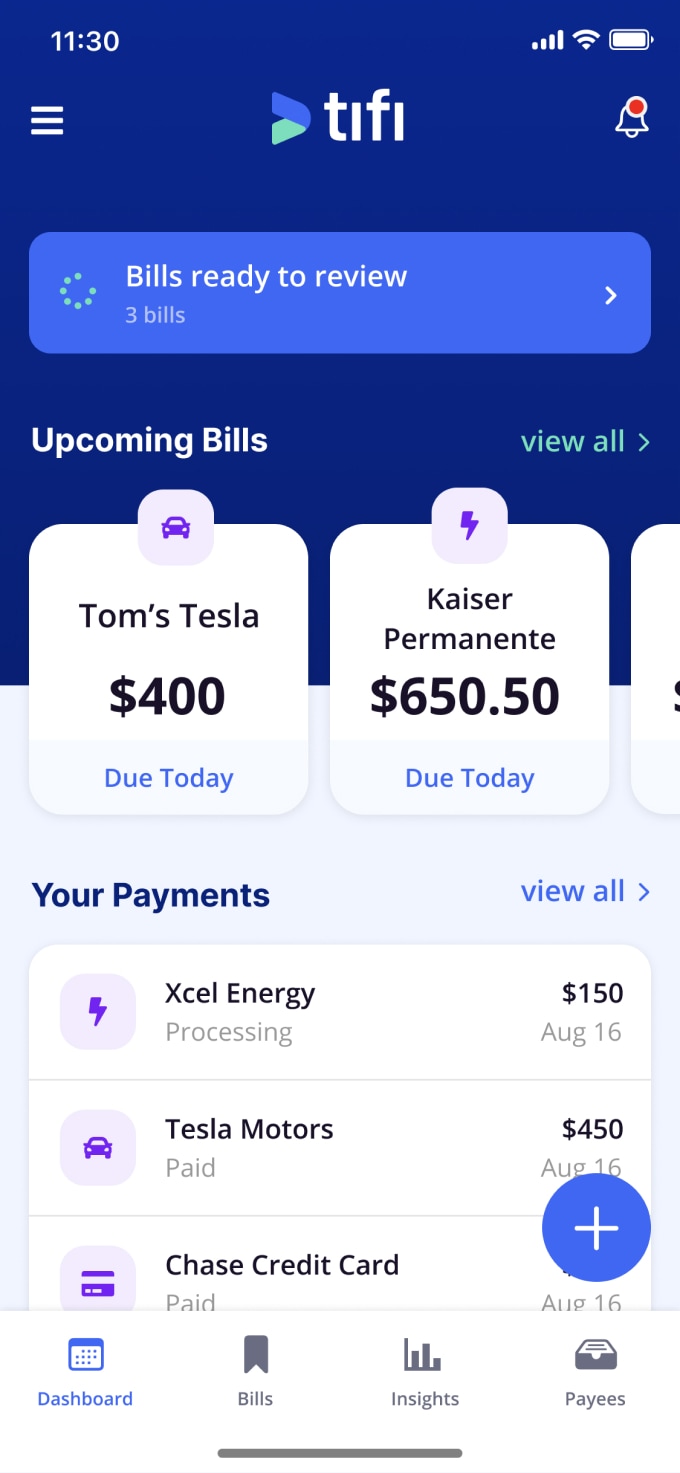 11:30
tifi
Bills ready to review
3 bills
Upcoming Bills
view all
Tom’s Tesla
$400
Due Today
Kaiser
Permanente
$650.50
Due Today
$
Your Payments
view all
Xcel Energy
$150
Processing
Aug 16
Tesla Motors
$450
Paid
Aug 16
Chase Credit Card
Paid
Aug 16
Dashboard
Bills
Insights
Payees